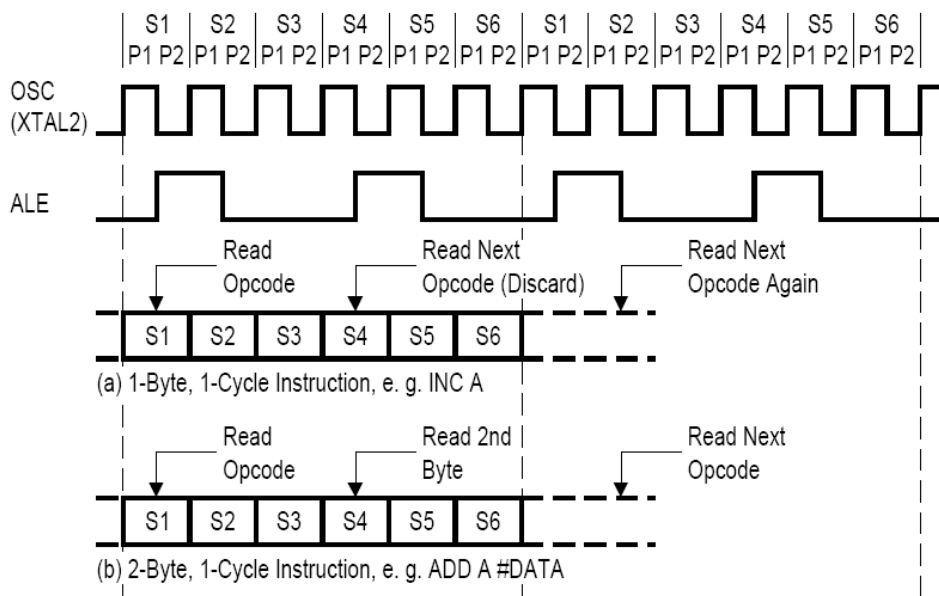 S1 S2 S3 S4 S5 S6 S1 S2 S3 S4 S5 S6
P1 P2 P1 P2 P1 P2 P1 P2 P1 P2 P1 P2 P1 P2 P1 P2 P1 P2 P1 P2 P1 P2 P1 P2
OSC
(XTAL2)
ALE
Read
Opcode
Read Next
Opcode (Discard)
Read Next
Opcode Again
S1 S2 S3 S4 S5 S6
(a) 1-Byte, 1-Cycle Instruction, e. g. INC A
Read
Opcode
Read 2nd
Byte
Read Next
Opcode
S1 S2 S3 S4 S5 S6
(b) 2-Byte, 1-Cycle Instruction, e. g. ADD A #DATA